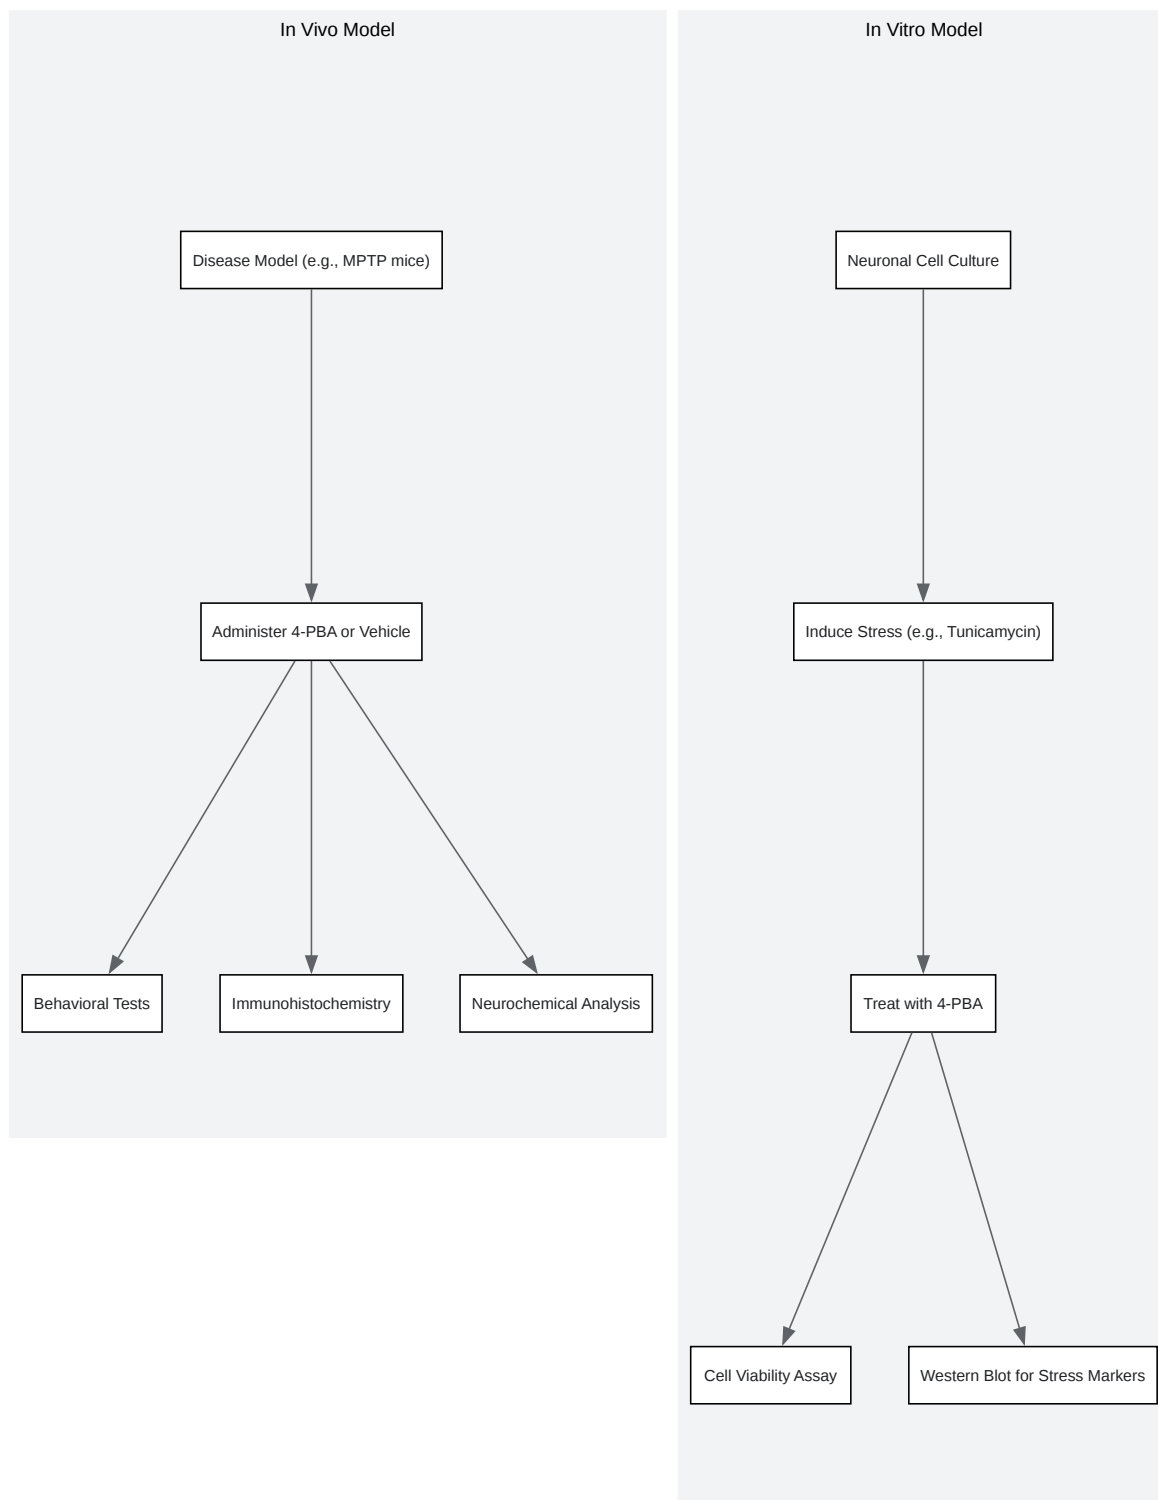 In Vivo Model
Disease Model (e.g., MPTP mice)
Administer 4-PBA or Vehicle
Behavioral Tests
Immunohistochemistry
Neurochemical Analysis
In Vitro Model
Neuronal Cell Culture
Induce Stress (e.g., Tunicamycin)
Treat with 4-PBA
Cell Viability Assay
Western Blot for Stress Markers